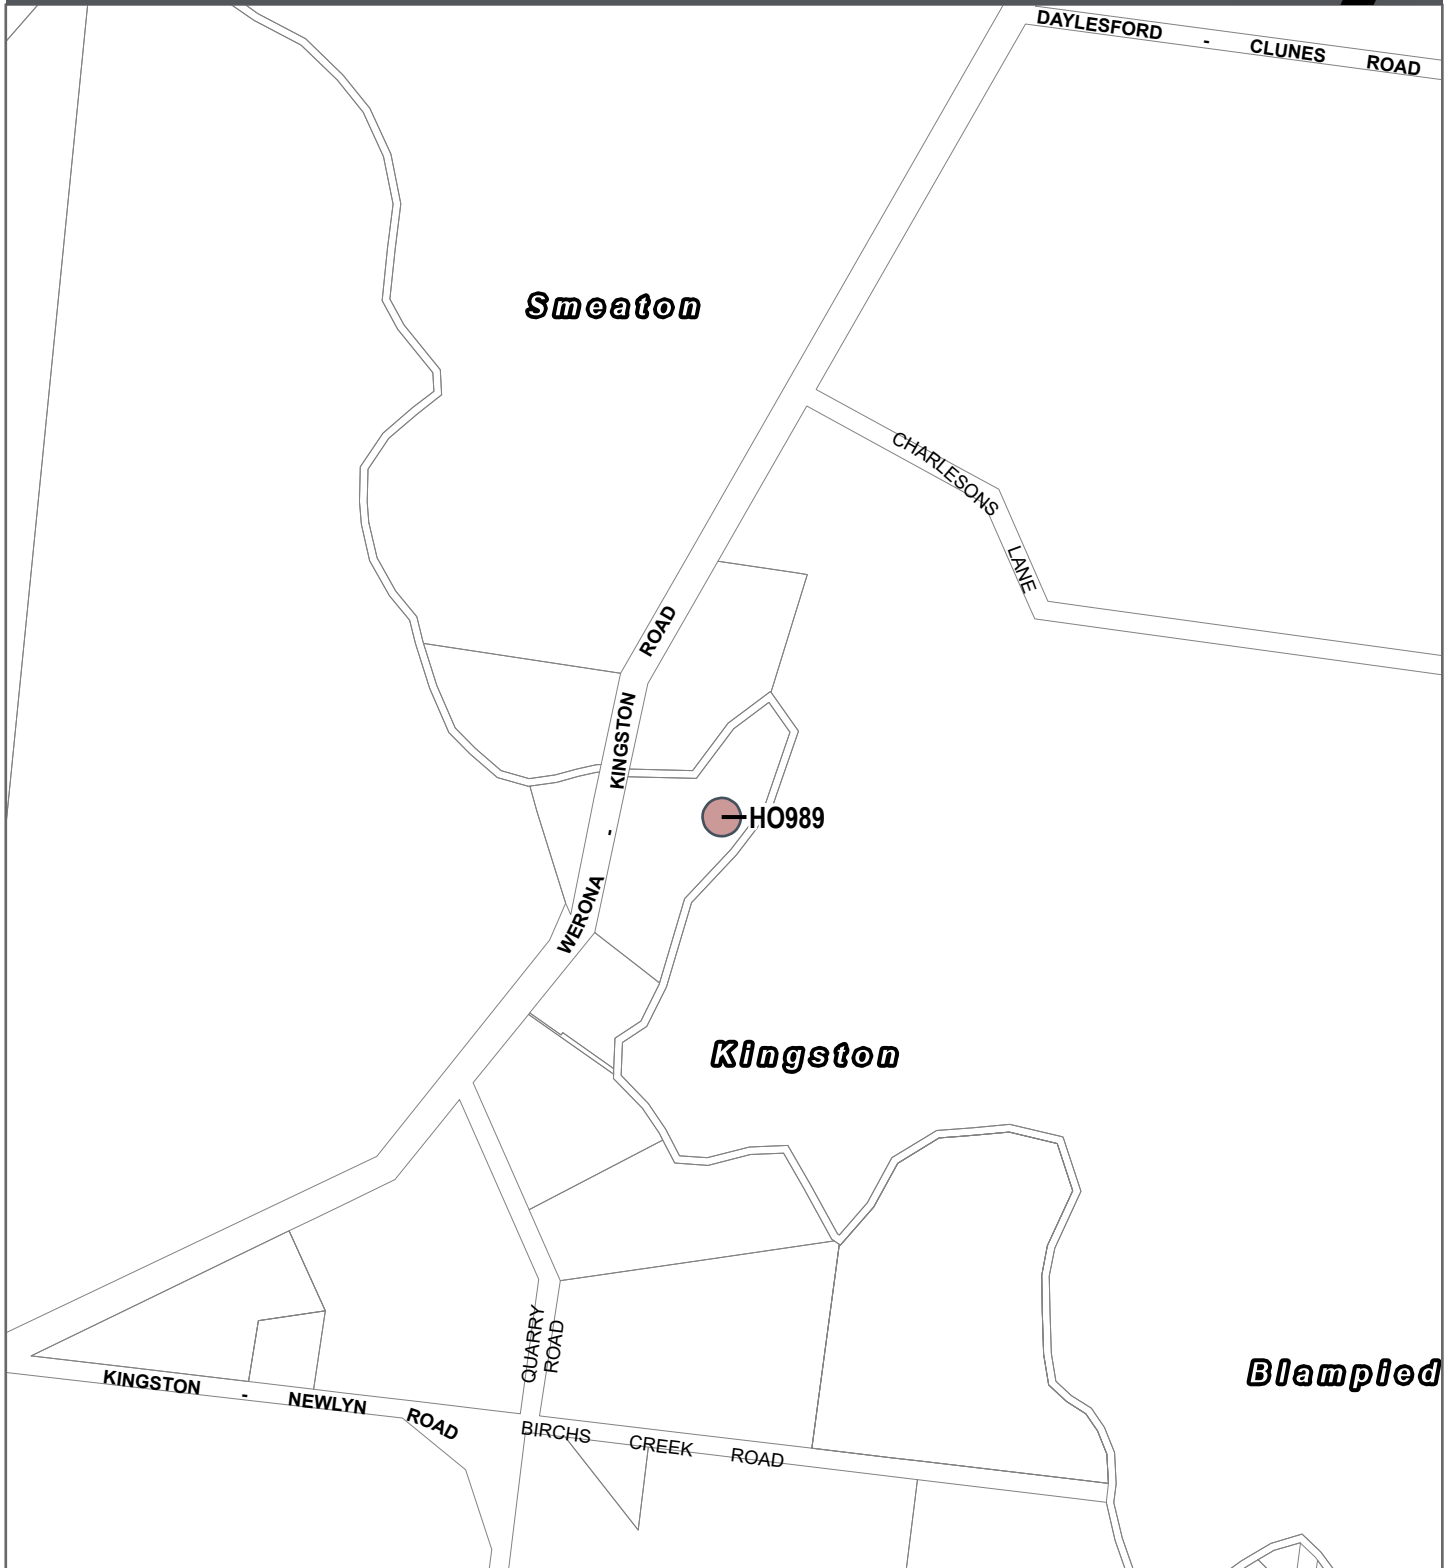 DAYLESFORD - CLUNES ROAD
Smeaton
CHARLESONS LANE
WERONA - KINGSTON ROAD
HO989
Kingston
QUARRY
ROAD
Blampied
KINGSTON - NEWLYN ROAD
BIRCHS CREEK ROAD